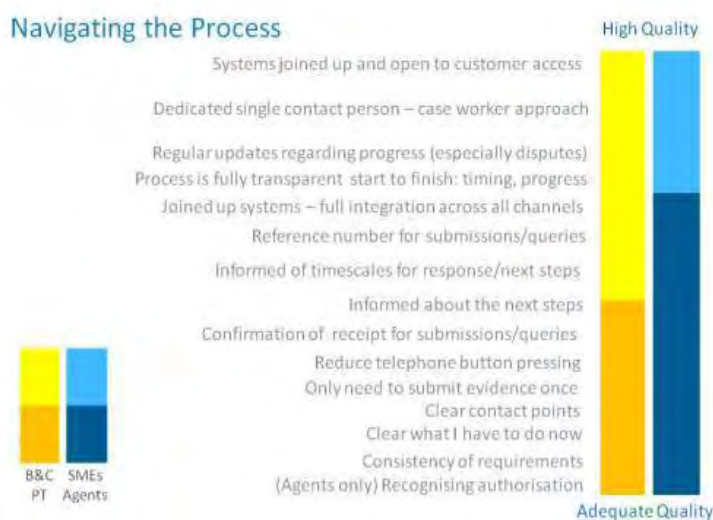 Navigating the Process
High Quality
Systems joined up and open to customer access
Dedicated single contact person – case worker approach
Regular updates regarding progress (especially disputes)
Process is fully transparent start to finish: timing, progress
Joined up systems – full integration across all channels
Reference number for submissions/queries
Informed of timescales for response/next steps
Informed about the next steps
Confirmation of receipt for submissions/queries
Reduce telephone button pressing
Only need to submit evidence once
Clear contact points
Clear what I have to do now
Consistency of requirements
(Agents only) Recognising authorisation
B&C SMEs
PT Agents
Adequate Quality